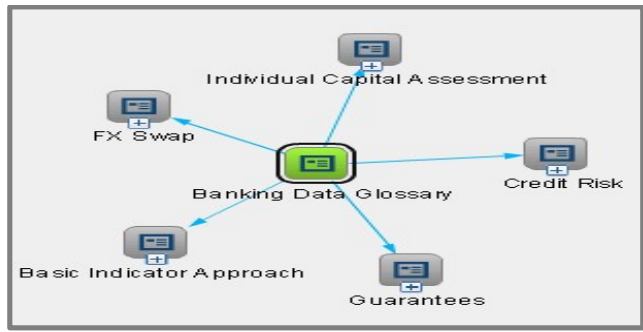 Individual Capital Assessment
FX Swap
Credit Risk
Banking Data Glossary
Basic Indicator Approach
Guarantees